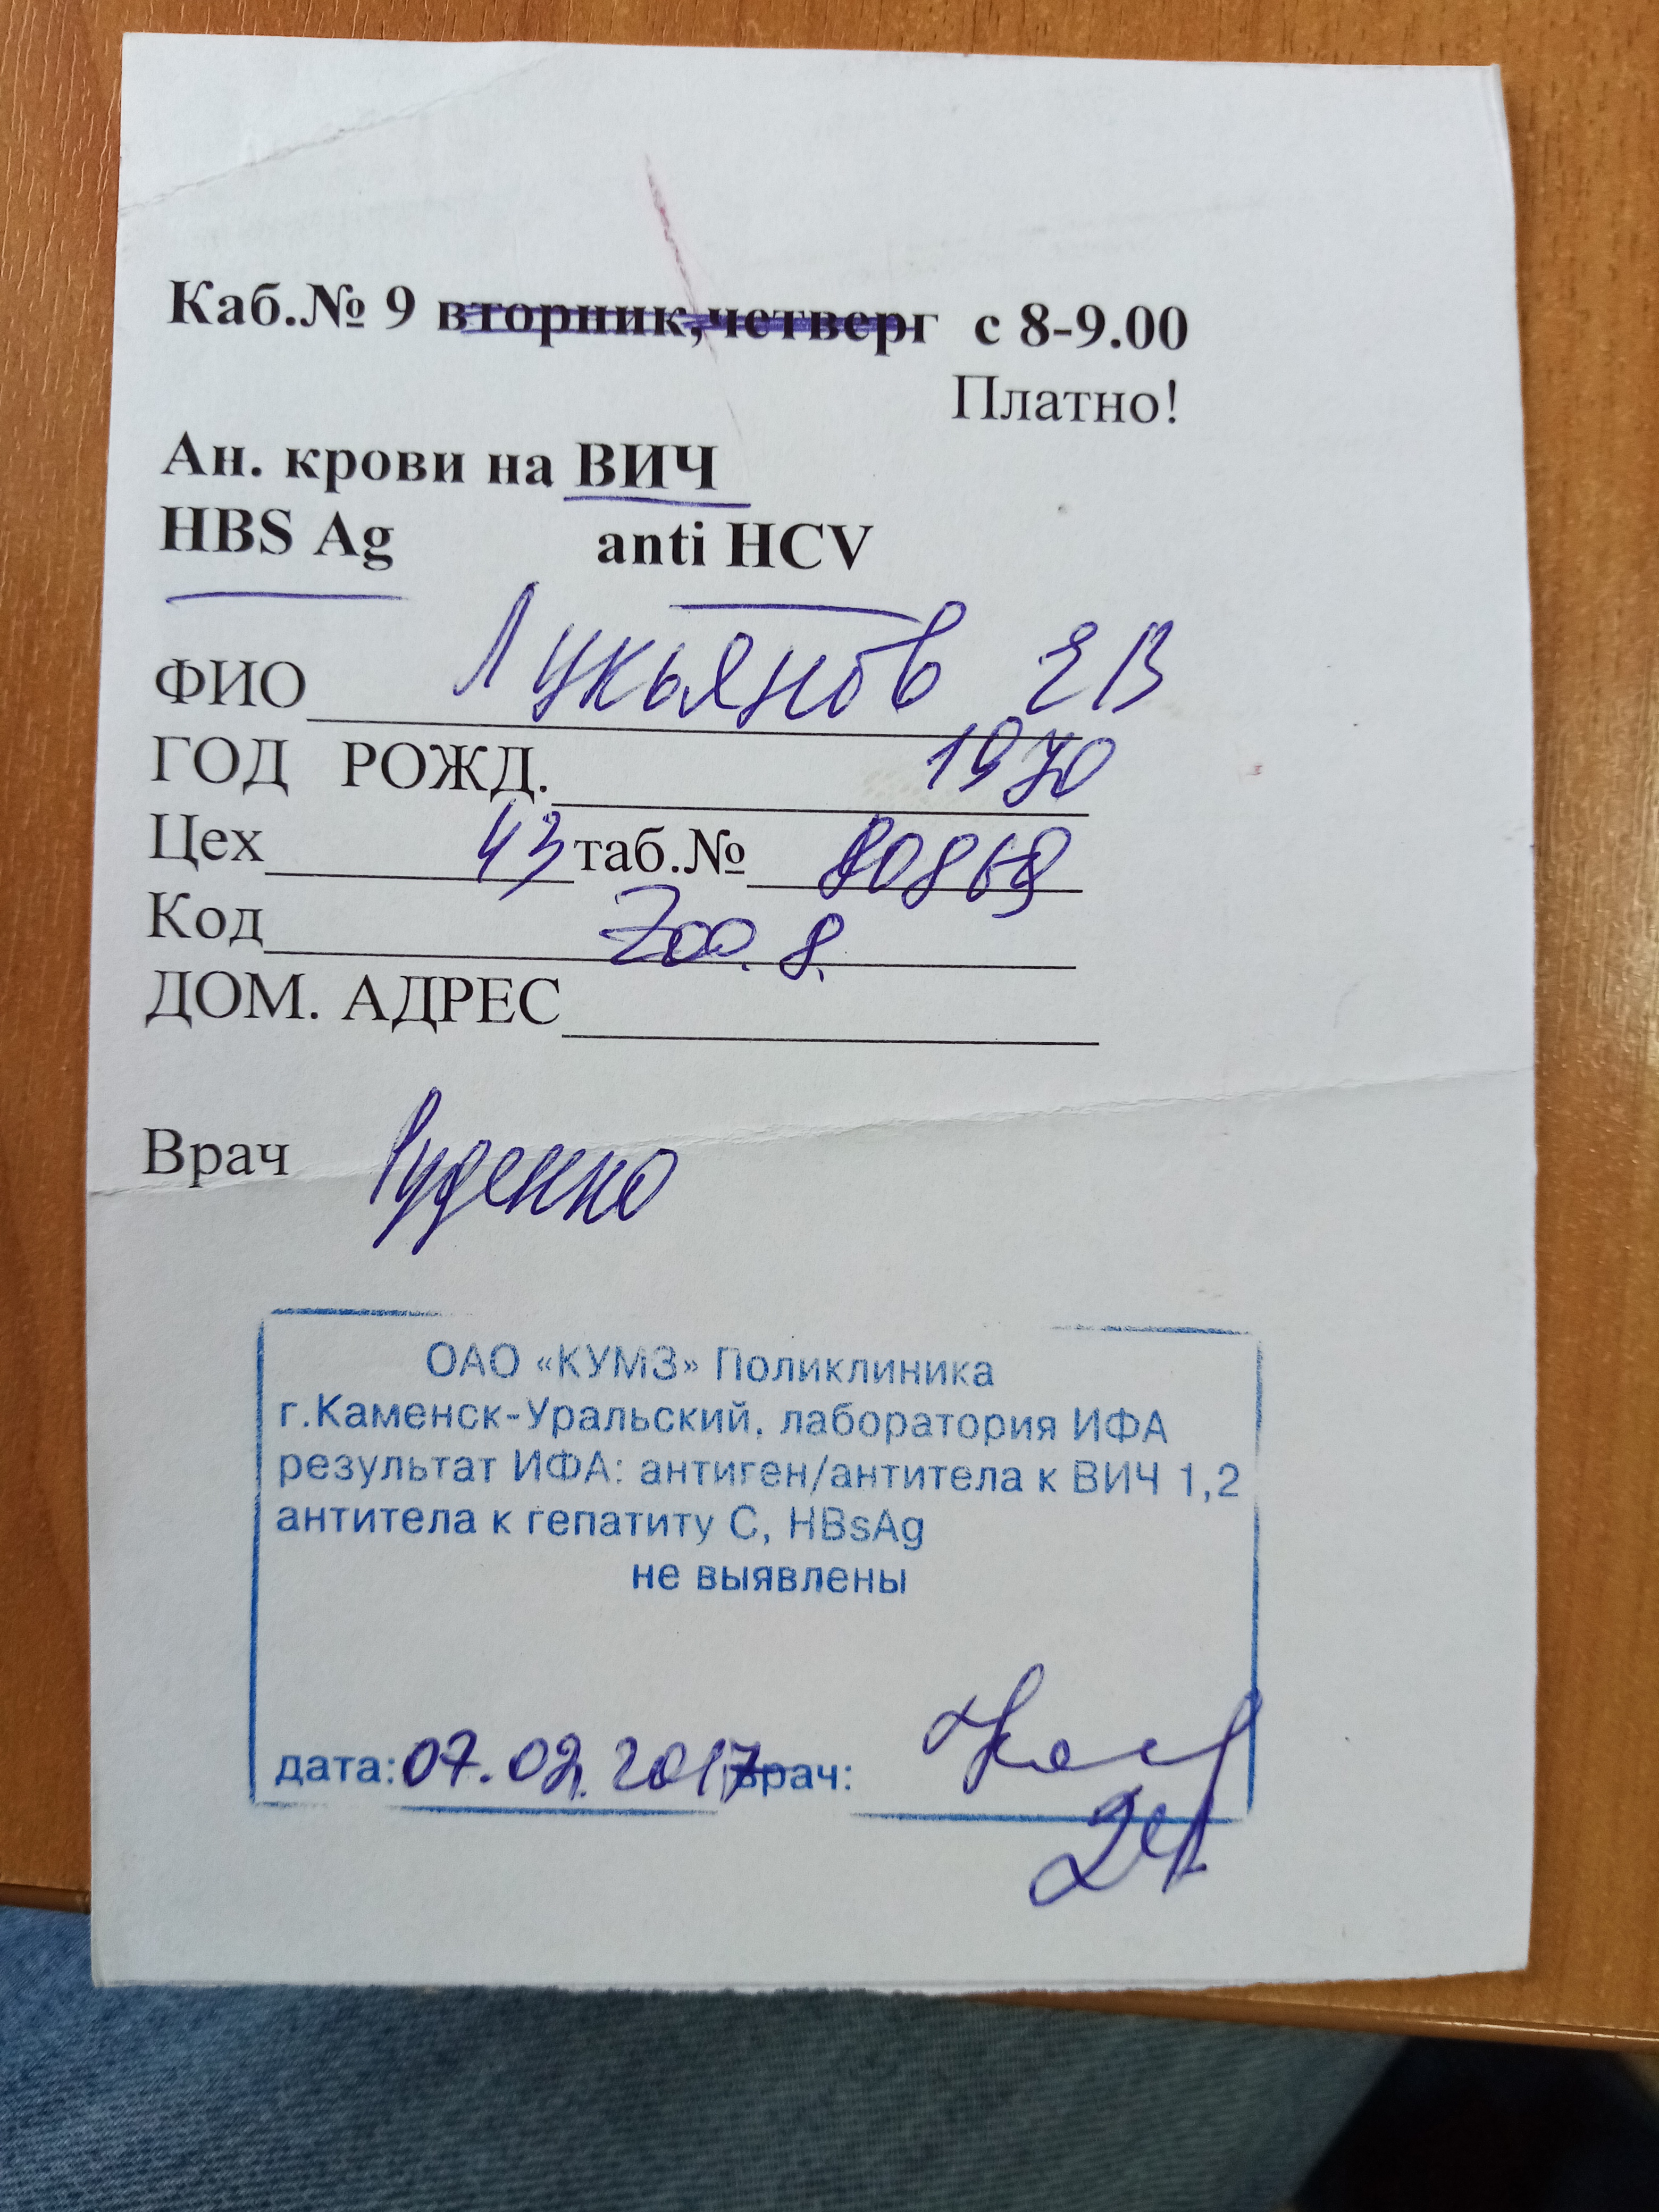 Каб.№ 9 вторник,четверг с 8-9.00
Платно!
Ан. крови на ВИЧ
HBS Ag anti HCV
ФИО Лукьянов ЕВ
ГОД РОЖД. 1970
Цех 43 таб.№
Код 700. 8.
ДОМ. АДРЕС
Врач Руденко
ОАО «КУМЗ» Поликлиника
г.Каменск-Уральский, лаборатория ИФА
результат ИФА: антиген/антитела к ВИЧ 1,2
антитела к гепатиту С, HBsAg
не выявлены
дата: 07.02.2017 врач: